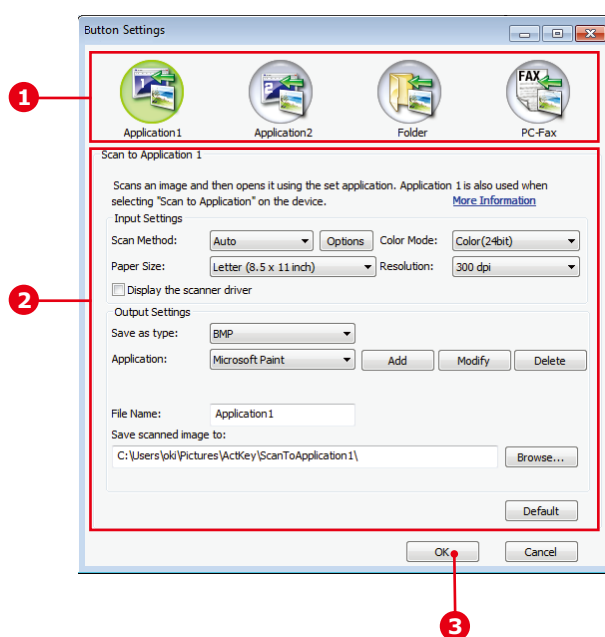 Button Settings
1
FAX
1
2
Application1
Application2
Folder
PC-Fax
2
Scan to Application 1
Scans an image and then opens it using the set application. Application 1 is also used when
selecting "Scan to Application" on the device.
More Information
Input Settings
Scan Method:
Auto
Options
Color Mode:
Color(24bit)
Paper Size:
Letter (8.5 x 11 inch)
Resolution:
300 dpi
Display the scanner driver
Output Settings
Save as type:
BMP
Application:
Microsoft Paint
Add
Modify
Delete
File Name:
Application1
Save scanned image to:
C:\Users\oki\Pictures\ActKey\ScanToApplication1\
Browse...
Default
OK
Cancel
3